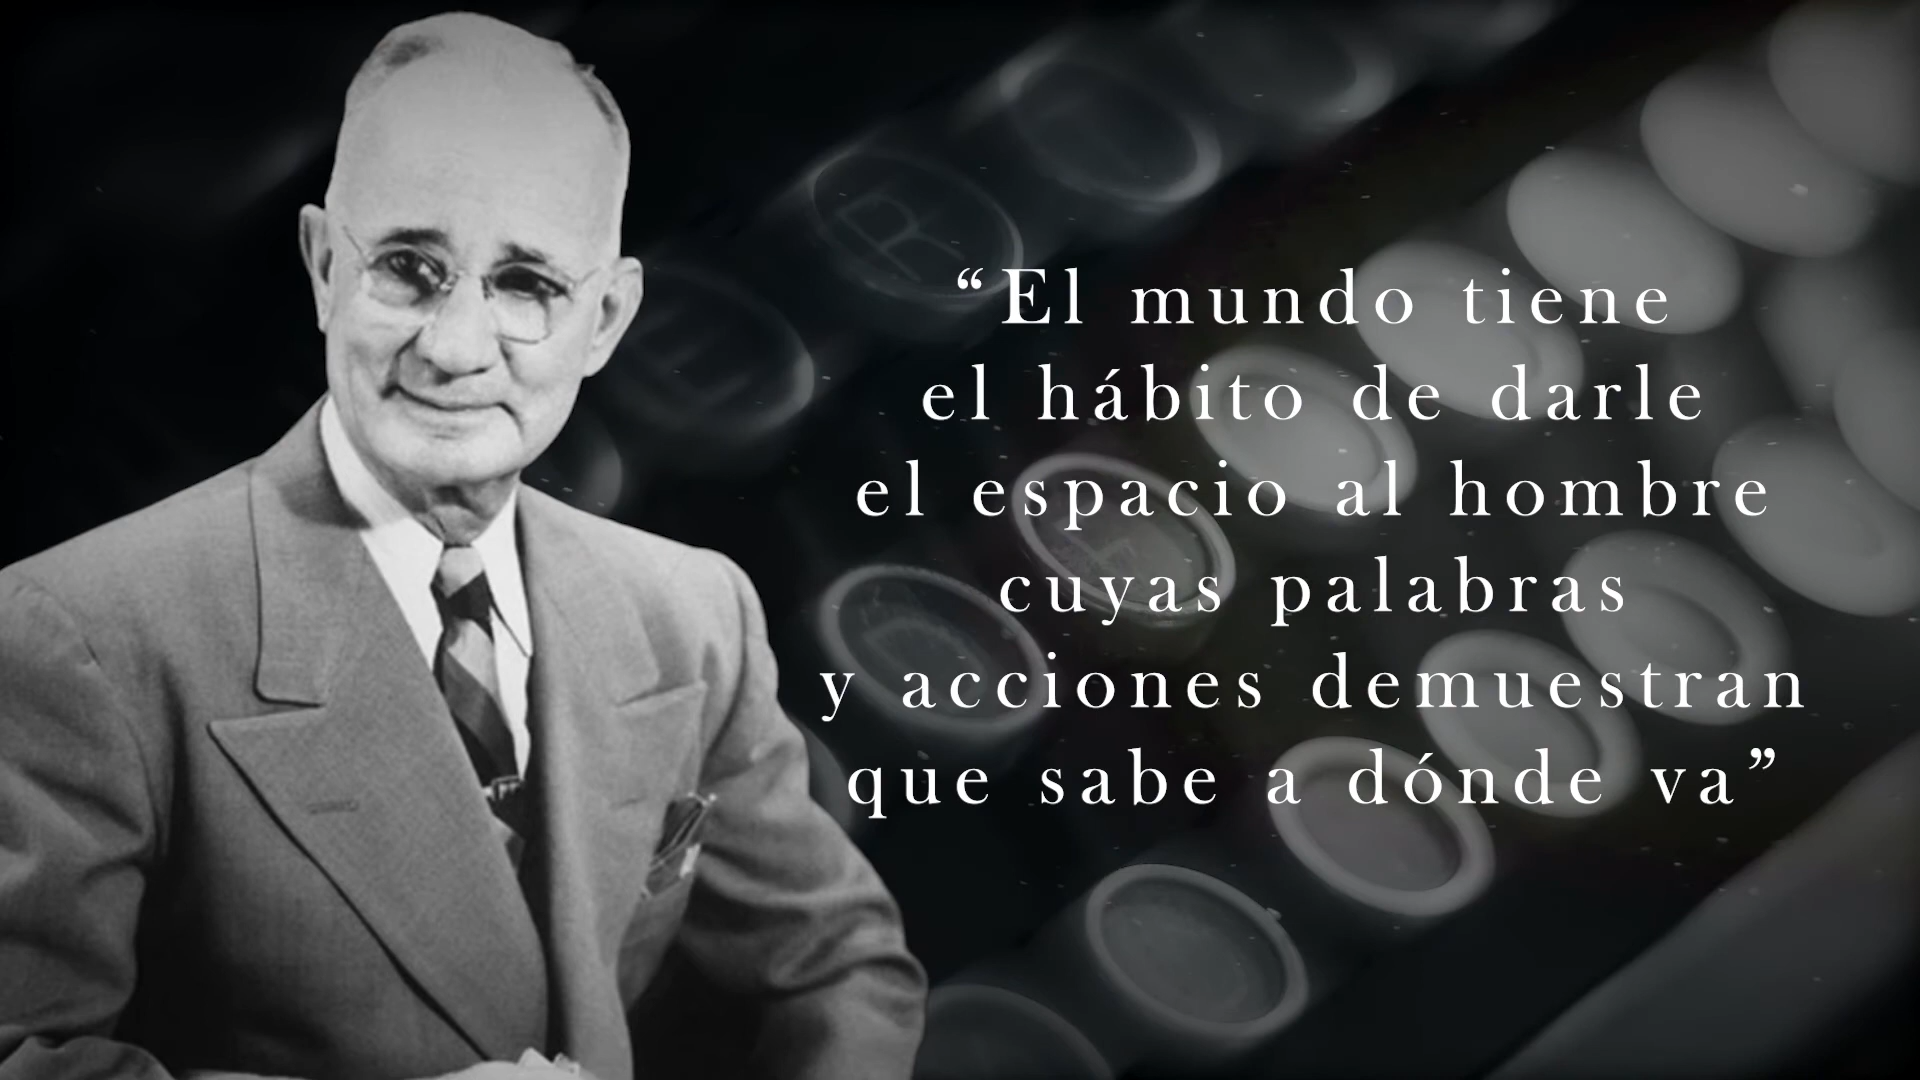 “El mundo tiene
el hábito de darle
el espacio al hombre
cuyas palabras
y acciones demuestran
que sabe a dónde va”